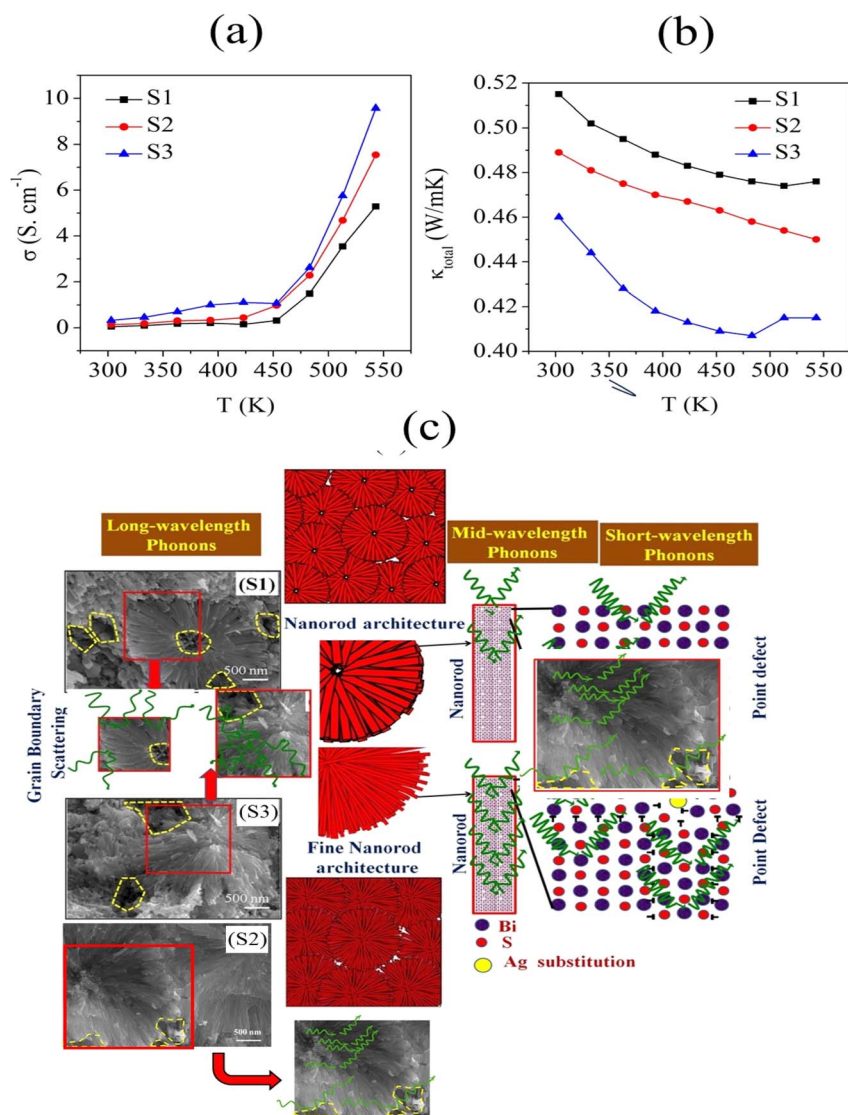 (a)
(b)
10
8
6
4
2
0
S1
S2
S3
σ (S. cm⁻¹)
300 350 400 450 500 550
T (K)
0.52
0.50
0.48
0.46
0.44
0.42
0.40
S1
S2
S3
κtotal (W/mK)
300 350 400 450 500 550
T (K)
(c)
Long-wavelength
Phonons
Mid-wavelength
Phonons
Short-wavelength
Phonons
(S1)
500 nm
Nanorod architecture
Nanorod
Point defect
Grain Boundary
Scattering
(S3)
500 nm
Fine Nanorod
architecture
Nanorod
Point Defect
(S2)
500 nm
Bi
S
Ag substitution